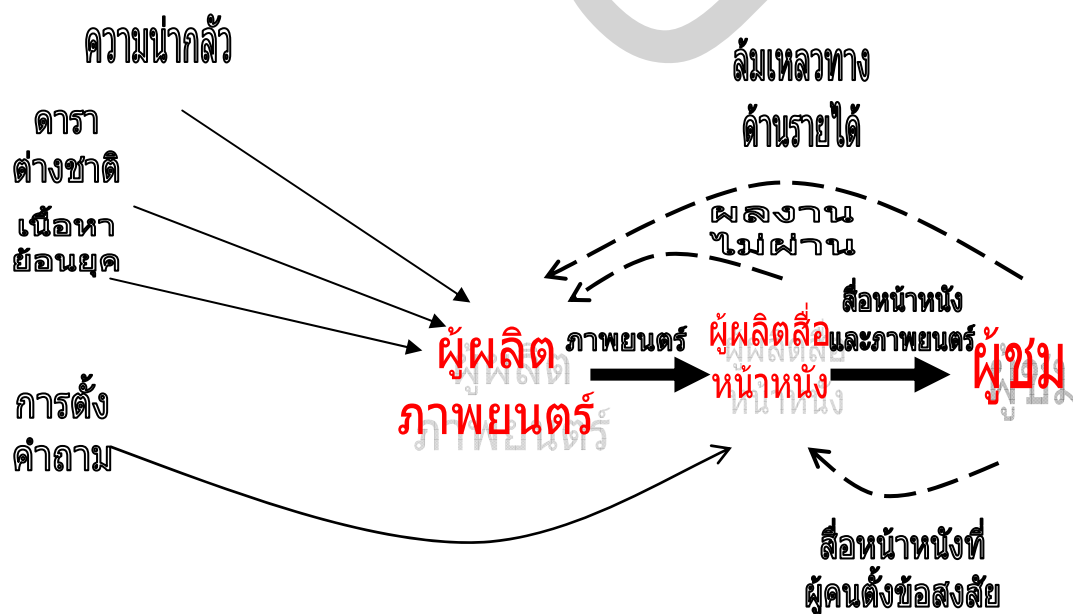 ความน่ากลัว
ดารา
ต่างชาติ
เนื้อหา
ย้อนยุค
การตั้ง
คำถาม
ผู้ผลิต
ภาพยนตร์
ภาพยนตร์
ผู้ผลิตสื่อ
หน้าหนัง
สื่อหน้าหนัง
และภาพยนตร์
ผู้ชม
ล้มเหลวทาง
ด้านรายได้
ผลงาน
ไม่ผ่าน
สื่อหน้าหนังที่
ผู้คนตั้งข้อสงสัย